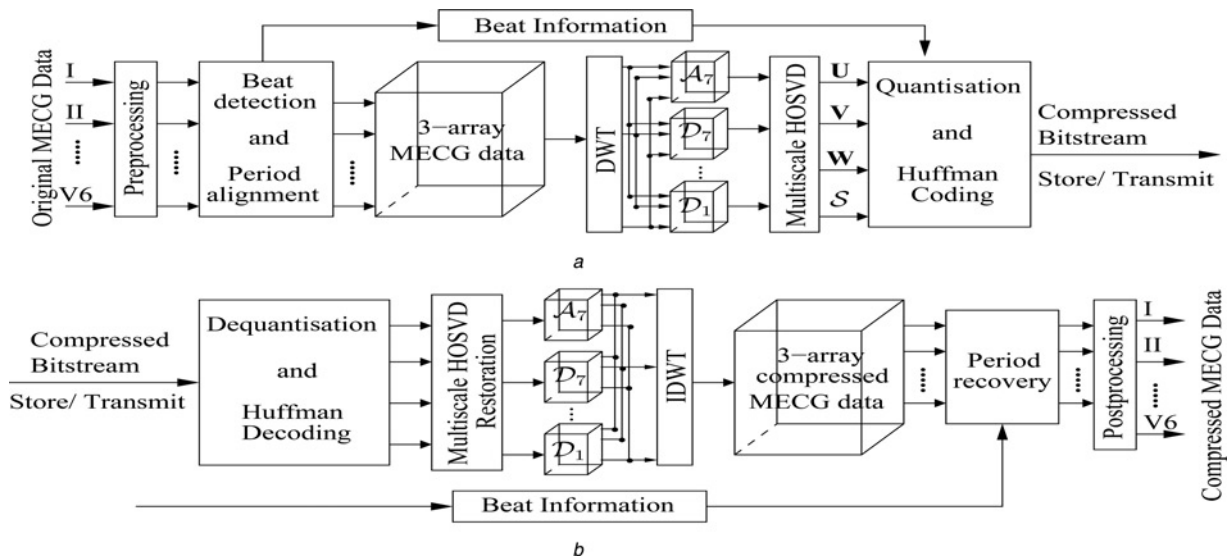 Beat Information
Original MECG Data
I
II
V6
Preprocessing
Beat
detection
and
Period
alignment
3-array
MECG data
DWT
A7
D7
D1
Multiscale HOSVD
U
V
W
S
Quantisation
and
Huffman
Coding
Compressed
Bitstream
Store/ Transmit
a
Compressed
Bitstream
Store/ Transmit
Dequantisation
and
Huffman
Decoding
Multiscale HOSVD
Restoration
A7
D7
D1
IDWT
3-array
compressed
MECG data
Period
recovery
Postprocessing
I
II
V6
Compressed MECG Data
Beat Information
b